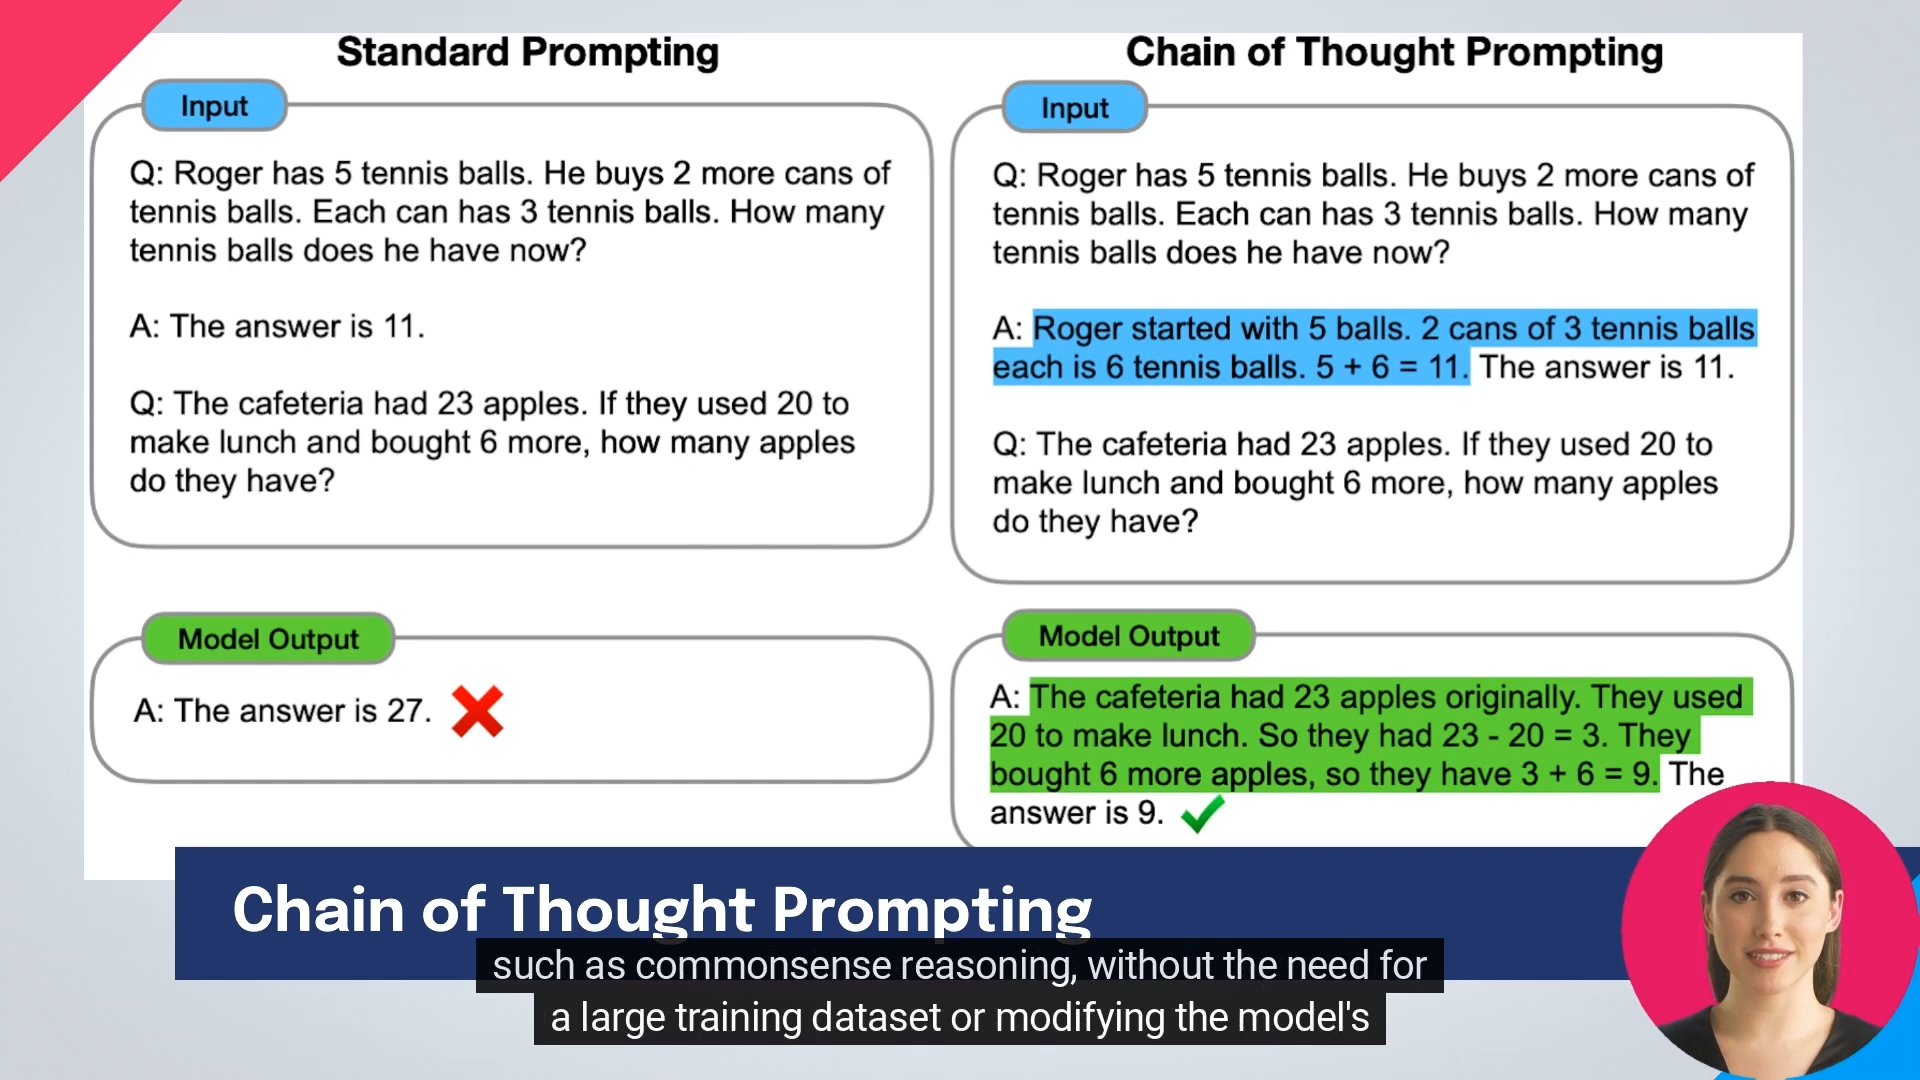 Standard Prompting
Input
Q: Roger has 5 tennis balls. He buys 2 more cans of
tennis balls. Each can has 3 tennis balls. How many
tennis balls does he have now?
A: The answer is 11.
Q: The cafeteria had 23 apples. If they used 20 to
make lunch and bought 6 more, how many apples
do they have?
Model Output
A: The answer is 27.
Chain of Thought Prompting
Input
Q: Roger has 5 tennis balls. He buys 2 more cans of
tennis balls. Each can has 3 tennis balls. How many
tennis balls does he have now?
A: Roger started with 5 balls. 2 cans of 3 tennis balls
each is 6 tennis balls. 5 + 6 = 11. The answer is 11.
Q: The cafeteria had 23 apples. If they used 20 to
make lunch and bought 6 more, how many apples
do they have?
Model Output
A: The cafeteria had 23 apples originally. They used
20 to make lunch. So they had 23 - 20 = 3. They
bought 6 more apples, so they have 3 + 6 = 9. The
answer is 9.
Chain of Thought Prompting
such as commonsense reasoning, without the need for
a large training dataset or modifying the model's